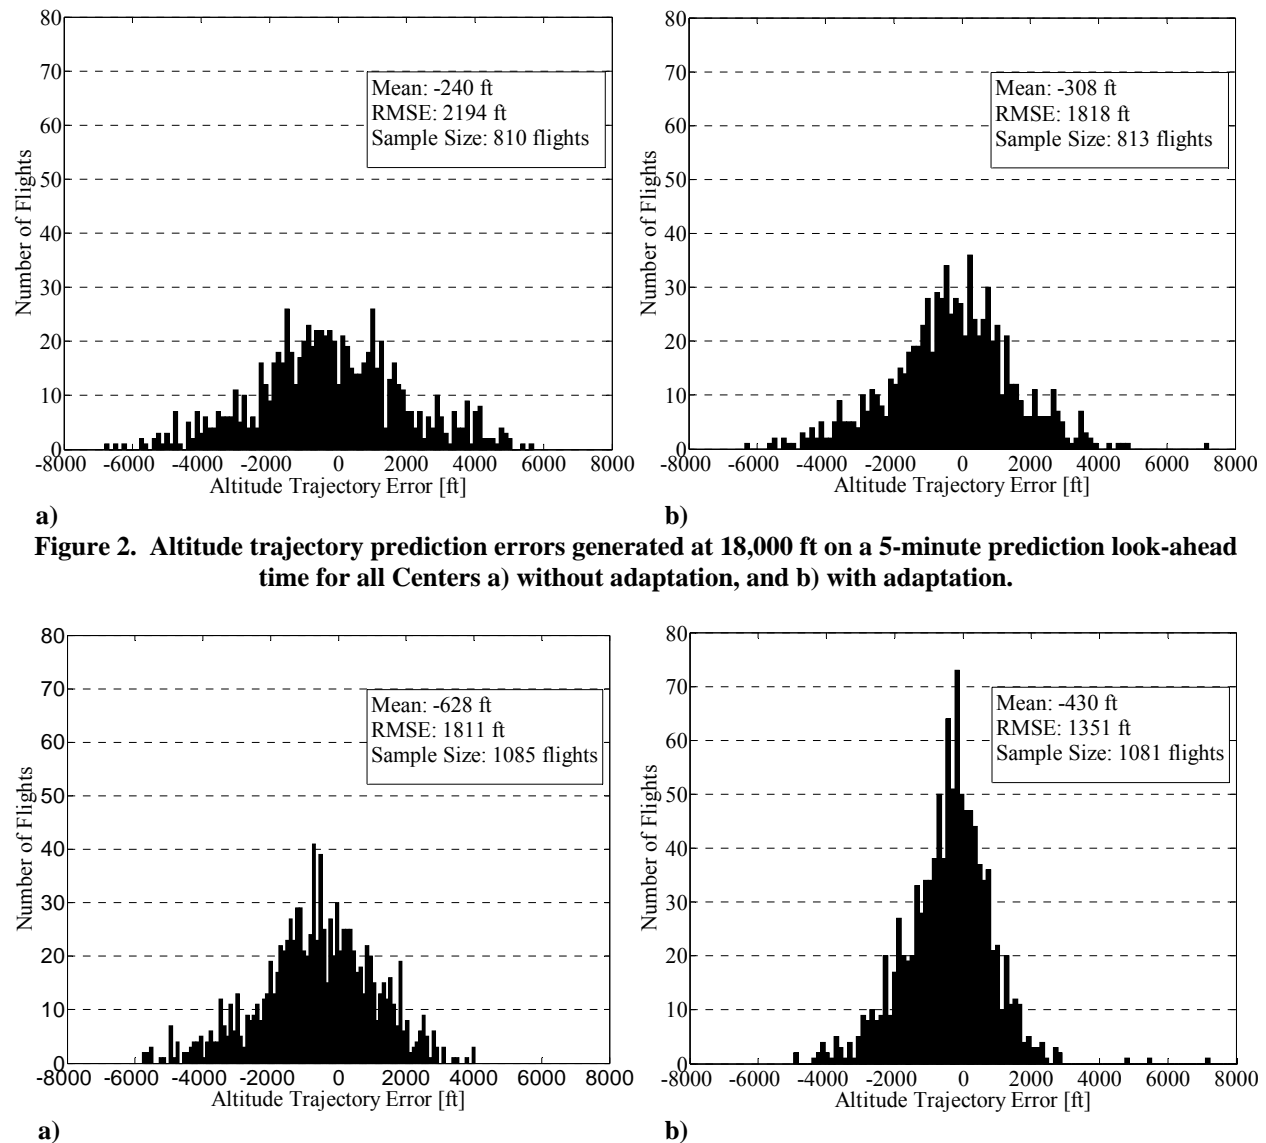 80
70
60
50
40
30
20
10
0
Number of Flights
Mean: -240 ft
RMSE: 2194 ft
Sample Size: 810 flights
-8000 -6000 -4000 -2000 0 2000 4000 6000 8000
Altitude Trajectory Error [ft]
a)
80
70
60
50
40
30
20
10
0
Number of Flights
Mean: -308 ft
RMSE: 1818 ft
Sample Size: 813 flights
-8000 -6000 -4000 -2000 0 2000 4000 6000 8000
Altitude Trajectory Error [ft]
b)
Figure 2. Altitude trajectory prediction errors generated at 18,000 ft on a 5-minute prediction look-ahead
time for all Centers a) without adaptation, and b) with adaptation.
80
70
60
50
40
30
20
10
0
Number of Flights
Mean: -628 ft
RMSE: 1811 ft
Sample Size: 1085 flights
-8000 -6000 -4000 -2000 0 2000 4000 6000 8000
Altitude Trajectory Error [ft]
a)
80
70
60
50
40
30
20
10
0
Number of Flights
Mean: -430 ft
RMSE: 1351 ft
Sample Size: 1081 flights
-8000 -6000 -4000 -2000 0 2000 4000 6000 8000
Altitude Trajectory Error [ft]
b)